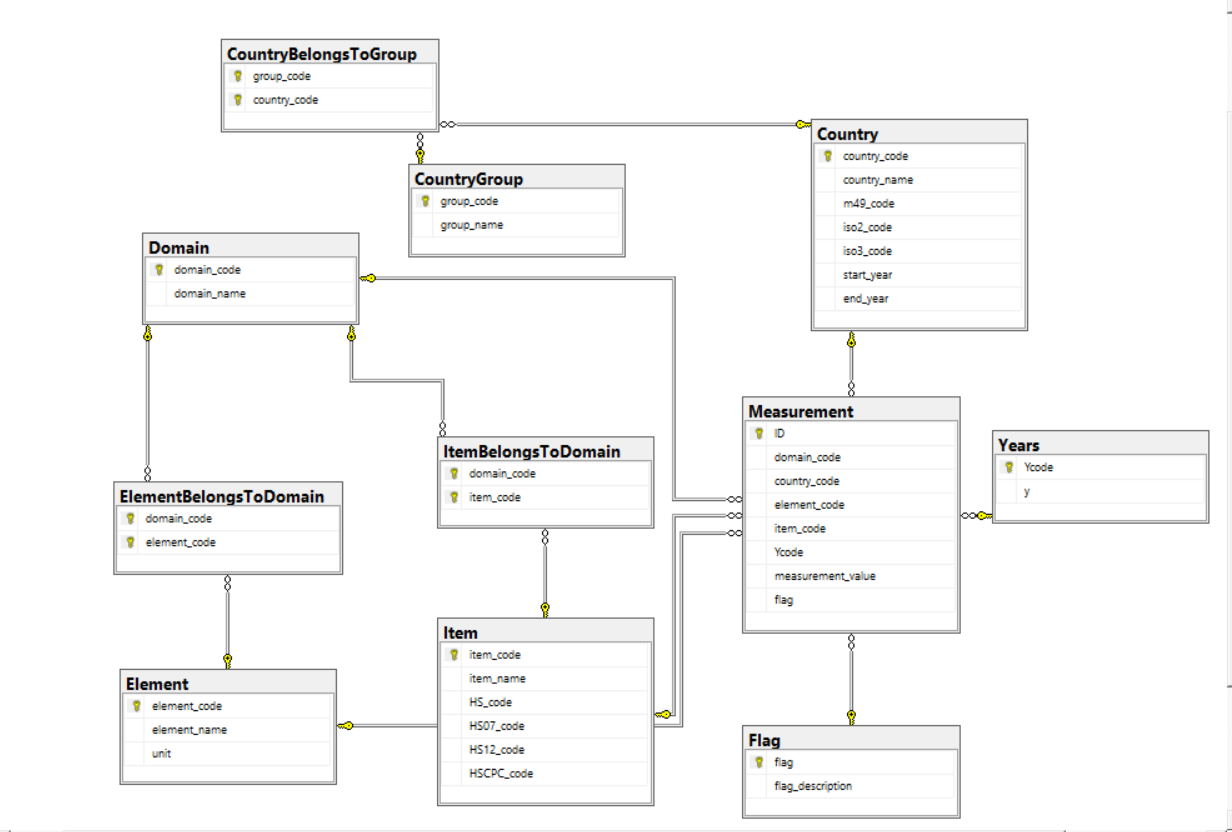 CountryBelongsToGroup
group_code
country_code
Country
country_code
country_name
m49_code
iso2_code
iso3_code
start_year
end_year
CountryGroup
group_code
group_name
Domain
domain_code
domain_name
Measurement
ID
domain_code
country_code
element_code
item_code
Ycode
measurement_value
flag
Years
Ycode
y
ItemBelongsToDomain
domain_code
item_code
ElementBelongsToDomain
domain_code
element_code
Item
item_code
item_name
HS_code
HS07_code
HS12_code
HSCPC_code
Element
element_code
element_name
unit
Flag
flag
flag_description